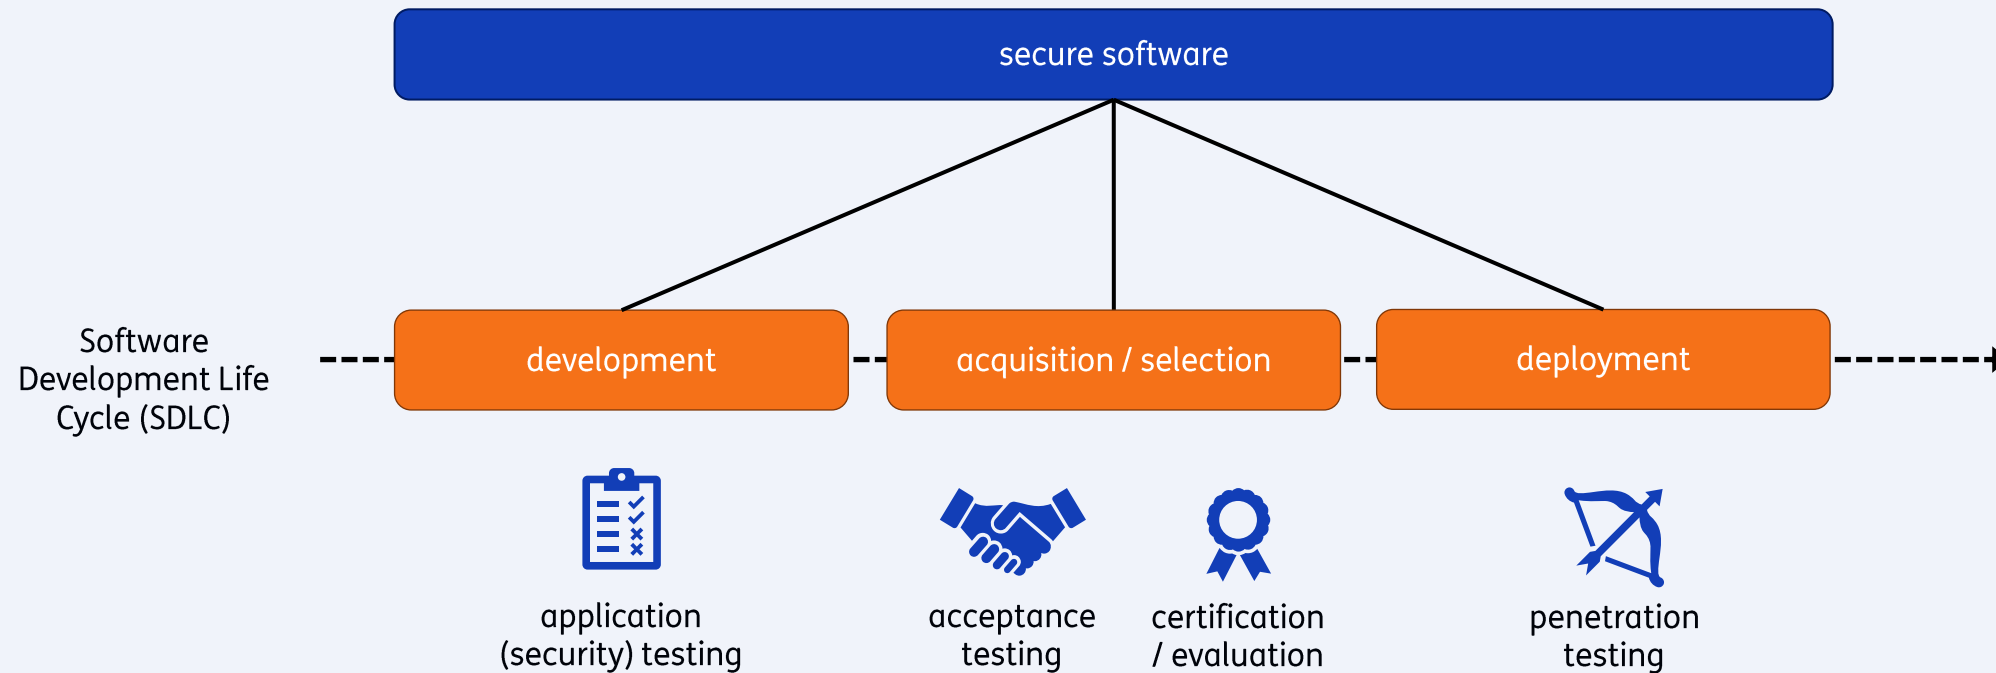 secure software
Software
Development Life
Cycle (SDLC)
development
acquisition / selection
deployment
application
(security) testing
acceptance
testing
certification
/ evaluation
penetration
testing